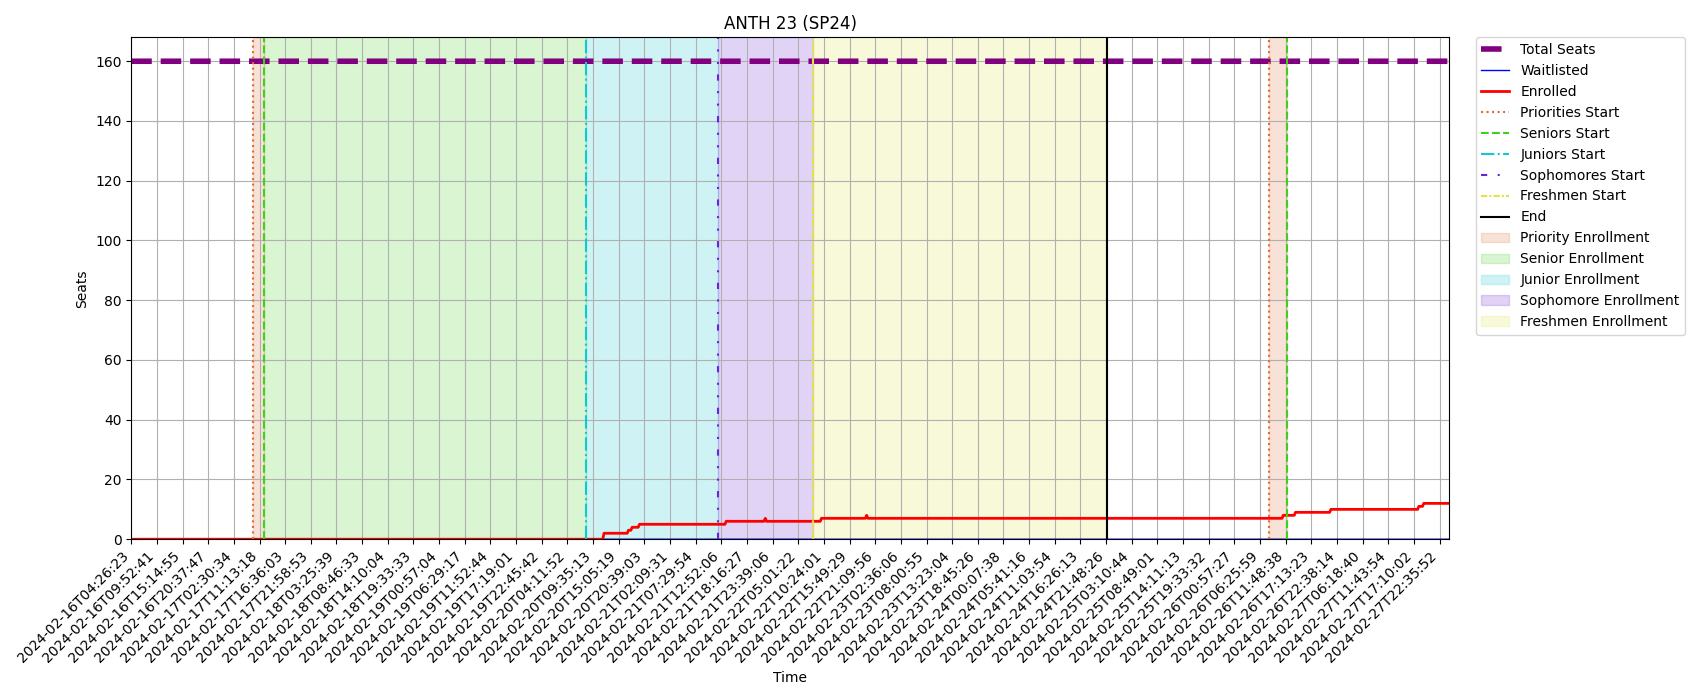 ANTH 23 (SP24)
Seats
160
140
120
100
80
60
40
20
0
2024-02-16T04:26:23
2024-02-16T09:52:41
2024-02-16T15:14:55
2024-02-16T20:37:47
2024-02-17T02:30:34
2024-02-17T11:13:18
2024-02-17T16:36:03
2024-02-17T21:58:53
2024-02-18T03:25:39
2024-02-18T08:46:33
2024-02-18T14:10:04
2024-02-18T19:33:33
2024-02-19T00:57:04
2024-02-19T06:29:17
2024-02-19T11:52:44
2024-02-19T17:19:01
2024-02-19T22:45:42
2024-02-20T04:11:52
2024-02-20T09:35:13
2024-02-20T15:05:19
2024-02-20T20:39:03
2024-02-21T02:09:31
2024-02-21T07:29:54
2024-02-21T12:52:06
2024-02-21T18:16:27
2024-02-21T23:39:06
2024-02-22T05:01:22
2024-02-22T10:24:01
2024-02-22T15:49:29
2024-02-22T21:09:56
2024-02-23T02:36:06
2024-02-23T08:00:55
2024-02-23T13:23:04
2024-02-23T18:45:26
2024-02-24T00:07:38
2024-02-24T05:41:16
2024-02-24T11:03:54
2024-02-24T16:26:13
2024-02-24T21:48:26
2024-02-25T03:10:44
2024-02-25T08:49:01
2024-02-25T14:11:13
2024-02-25T19:33:32
2024-02-26T00:57:27
2024-02-26T06:25:59
2024-02-26T11:48:38
2024-02-26T17:13:23
2024-02-26T22:38:14
2024-02-27T06:18:40
2024-02-27T11:43:54
2024-02-27T17:10:02
2024-02-27T22:35:52
Time
Total Seats
Waitlisted
Enrolled
Priorities Start
Seniors Start
Juniors Start
Sophomores Start
Freshmen Start
End
Priority Enrollment
Senior Enrollment
Junior Enrollment
Sophomore Enrollment
Freshmen Enrollment